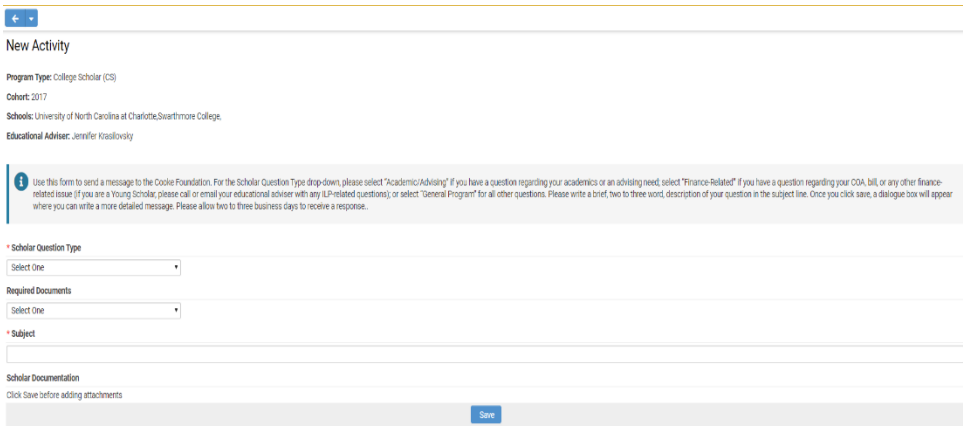 New Activity
Program Type: College Scholar (CS)
Cohort: 2017
Schools: University of North Carolina at Charlotte,Swarthmore College,
Educational Adviser: Jennifer Krasilovsky
Use this form to send a message to the Cooke Foundation. For the Scholar Question Type drop-down, please select "Academic/Advising" if you have a question regarding your academics or an advising need; select "Finance-Related" if you have a question regarding your COA, bill, or any other finance-
related issue (if you are a Young Scholar, please call or email your educational adviser with any ILP-related questions); or select "General Program" for all other questions. Please write a brief, two to three word, description of your question in the subject line. Once you click save, a dialogue box will appear
where you can write a more detailed message. Please allow two to three business days to receive a response..
* Scholar Question Type
Select One
Required Documents
Select One
* Subject
Scholar Documentation
Click Save before adding attachments
Save